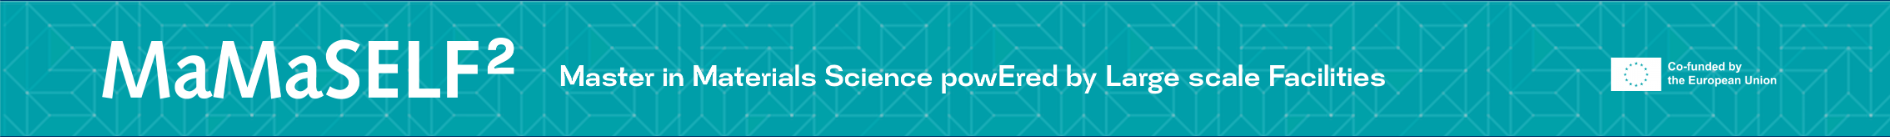 MaMaSELF²
Master in Materials Science powEred by Large scale Facilities
Co-funded by
the European Union